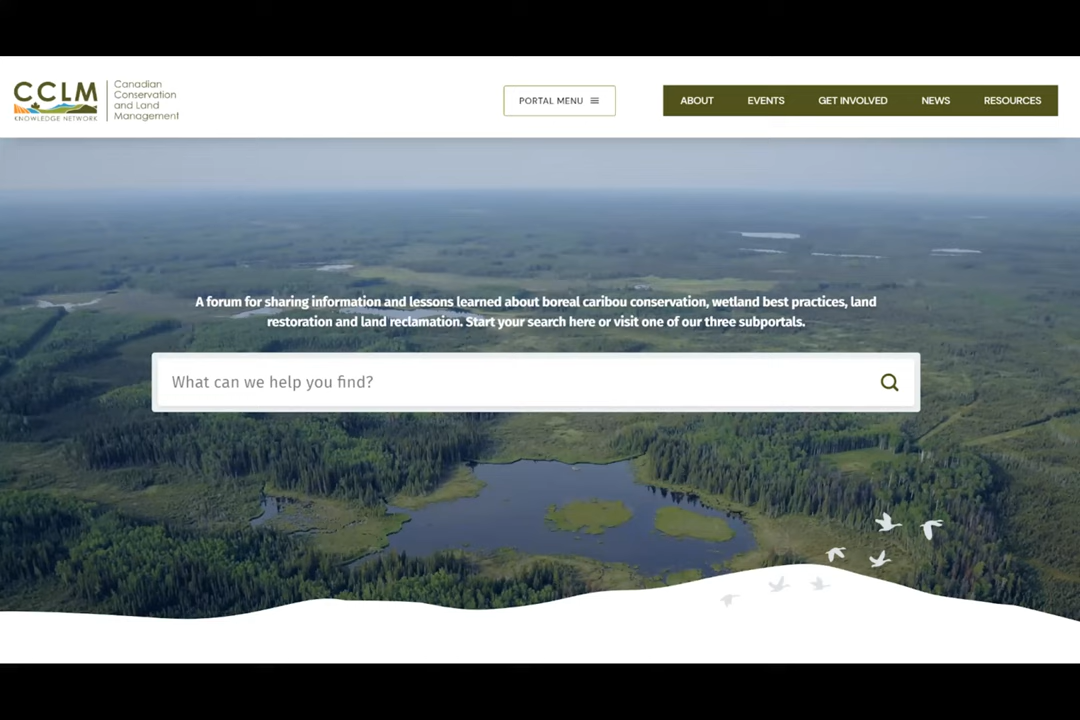 CCLM
KNOWLEDGE NETWORK
Canadian
Conservation
and Land
Management
PORTAL MENU
ABOUT
EVENTS
GET INVOLVED
NEWS
RESOURCES
A forum for sharing information and lessons learned about boreal caribou conservation, wetland best practices, land
restoration and land reclamation. Start your search here or visit one of our three subportals.
What can we help you find?